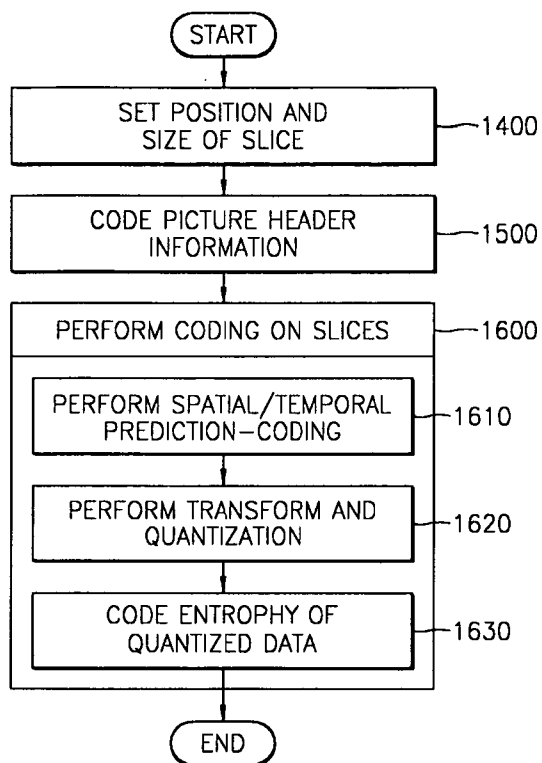 START
SET POSITION AND
SIZE OF SLICE
1400
CODE PICTURE HEADER
INFORMATION
1500
PERFORM CODING ON SLICES
1600
PERFORM SPATIAL/TEMPORAL
PREDICTION-CODING
1610
PERFORM TRANSFORM AND
QUANTIZATION
1620
CODE ENTROPHY OF
QUANTIZED DATA
1630
END